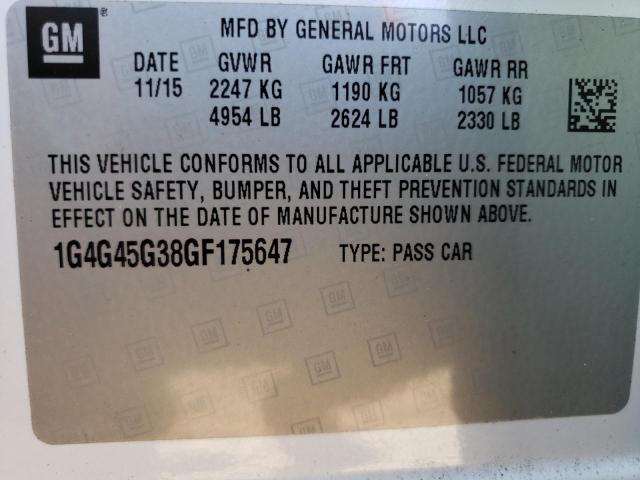 GM ®
MFD BY GENERAL MOTORS LLC
DATE GVWR GAWR FRT GAWR RR
11/15 2247 KG 1190 KG 1057 KG
4954 LB 2624 LB 2330 LB
THIS VEHICLE CONFORMS TO ALL APPLICABLE U.S. FEDERAL MOTOR
VEHICLE SAFETY, BUMPER, AND THEFT PREVENTION STANDARDS IN
EFFECT ON THE DATE OF MANUFACTURE SHOWN ABOVE.
1G4G45G38GF175647 TYPE: PASS CAR